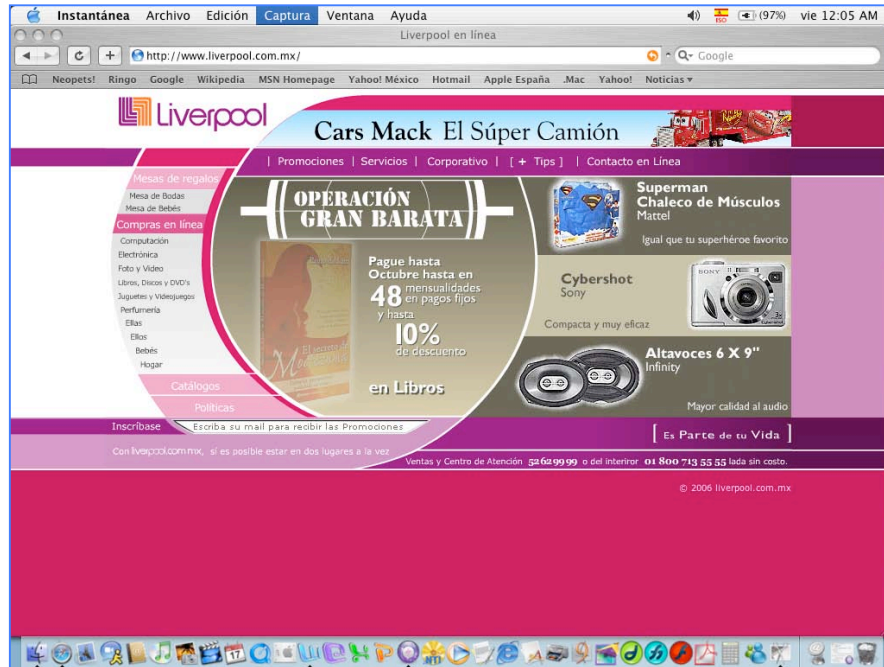 Instantánea Archivo Edición Captura Ventana Ayuda ISO (97%) vie 12:05 AM
Liverpool en línea
http://www.liverpool.com.mx/ Google
Neopets! Ringo Google Wikipedia MSN Homepage Yahoo! México Hotmail Apple España .Mac Yahoo! Noticias
Liverpool
Cars Mack El Súper Camión
| Promociones | Servicios | Corporativo | [ + Tips ] | Contacto en Línea
Mesas de regalos
Mesa de Bodas
Mesa de Bebés
Compras en línea
Computación
Electrónica
Foto y Video
Libros, Discos y DVD's
Juguetes y Videojuegos
Perfumería
Ellas
Ellos
Bebés
Hogar
Catálogos
Políticas
OPERACIÓN
GRAN BARATA
Pague hasta
Octubre hasta en
48 mensualidades
en pagos fijos
y hasta
10%
de descuento
en Libros
Superman
Chaleco de Músculos
Mattel
Igual que tu superhéroe favorito
Cybershot
Sony
Compacta y muy eficaz
SONY
Altavoces 6 X 9"
Infinity
Mayor calidad al audio
Inscríbase Escriba su mail para recibir las Promociones
[ Es Parte de tu Vida ]
Con liverpool.com.mx, sí es posible estar en dos lugares a la vez
Ventas y Centro de Atención 52629999 o del interiror 01 800 713 55 55 lada sin costo.
© 2006 liverpool.com.mx
17